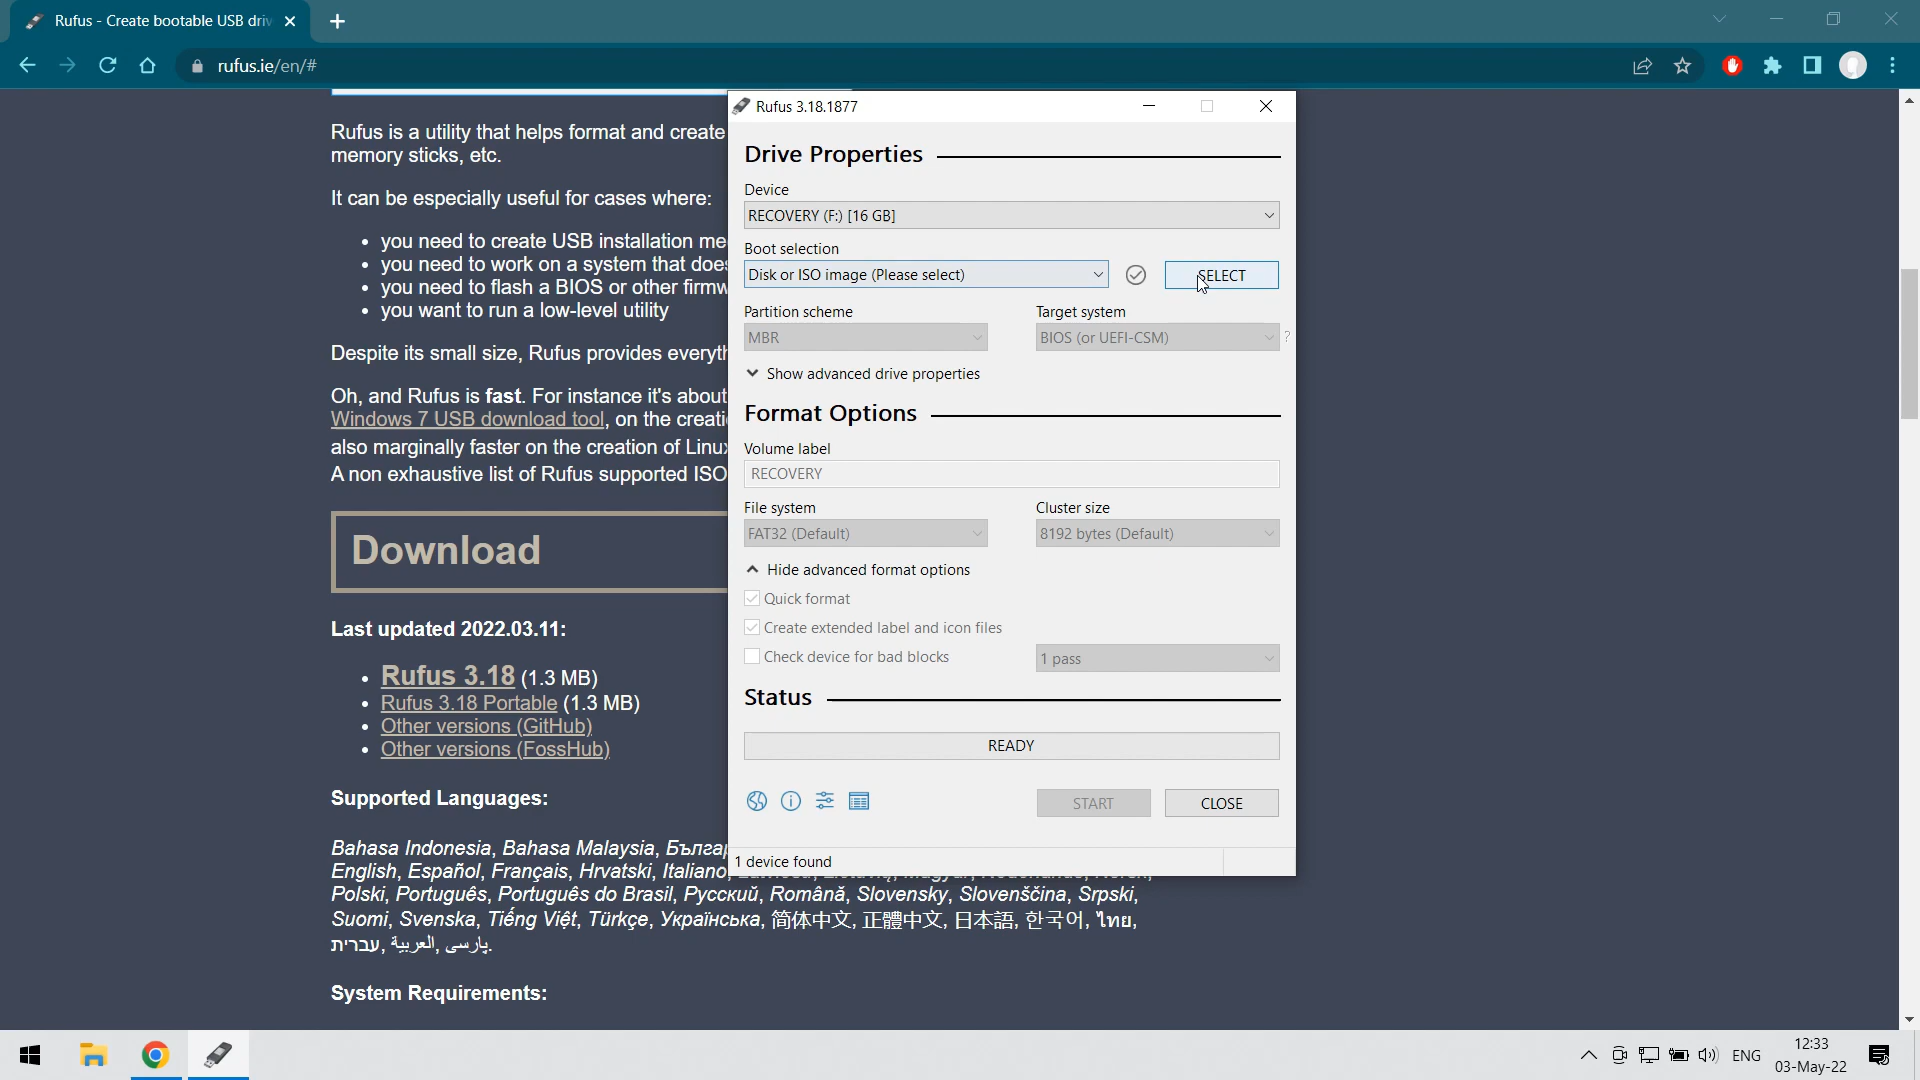 Rufus - Create bootable USB driv
rufus.ie/en/#
Rufus is a utility that helps format and create
memory sticks, etc.
It can be especially useful for cases where:
you need to create USB installation me
you need to work on a system that does
you need to flash a BIOS or other firmw
you want to run a low-level utility
Despite its small size, Rufus provides everyth
Oh, and Rufus is fast. For instance it's about
Windows 7 USB download tool, on the creati
also marginally faster on the creation of Linux
A non exhaustive list of Rufus supported ISO
Download
Last updated 2022.03.11:
Rufus 3.18 (1.3 MB)
Rufus 3.18 Portable (1.3 MB)
Other versions (GitHub)
Other versions (FossHub)
Supported Languages:
Bahasa Indonesia, Bahasa Malaysia, Българ
English, Español, Français, Hrvatski, Italiano,
Polski, Português, Português do Brasil, Русский, Română, Slovensky, Slovenščina, Srpski,
Suomi, Svenska, Tiếng Việt, Türkçe, Українська, 简体中文, 正體中文, 日本語, 한국어, ไทย,
עברית, العربية, پارسی.
System Requirements:
Rufus 3.18.1877
Drive Properties
Device
RECOVERY (F:) [16 GB]
Boot selection
Disk or ISO image (Please select)
SELECT
Partition scheme
Target system
MBR
BIOS (or UEFI-CSM)
?
Show advanced drive properties
Format Options
Volume label
RECOVERY
File system
Cluster size
FAT32 (Default)
8192 bytes (Default)
Hide advanced format options
Quick format
Create extended label and icon files
Check device for bad blocks
1 pass
Status
READY
START
CLOSE
1 device found
ENG
12:33
03-May-22